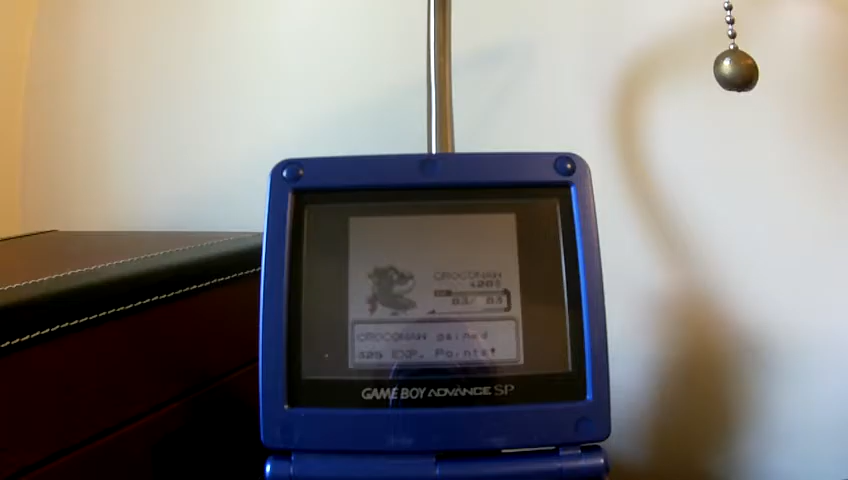 CROCONAW
83/ 83
CROCONAW gained
EXP. Points!
GAME BOY ADVANCE SP